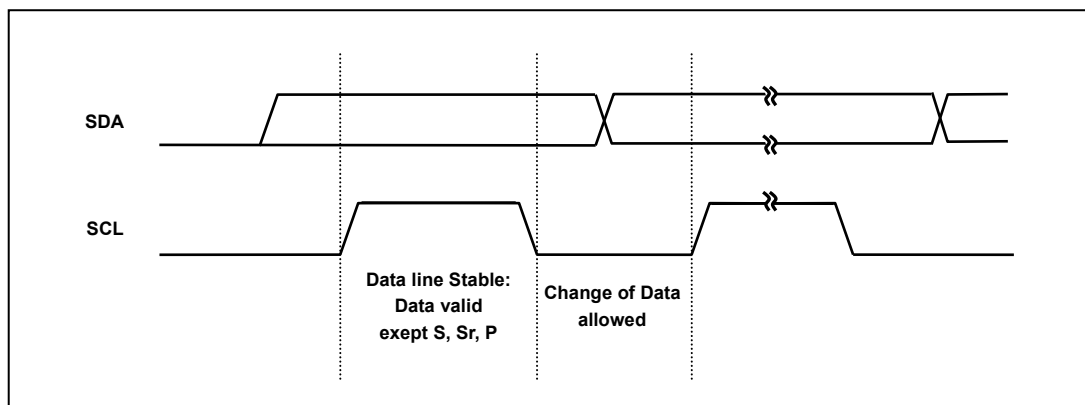 SDA
SCL
Data line Stable:
Data valid
exept S, Sr, P
Change of Data
allowed